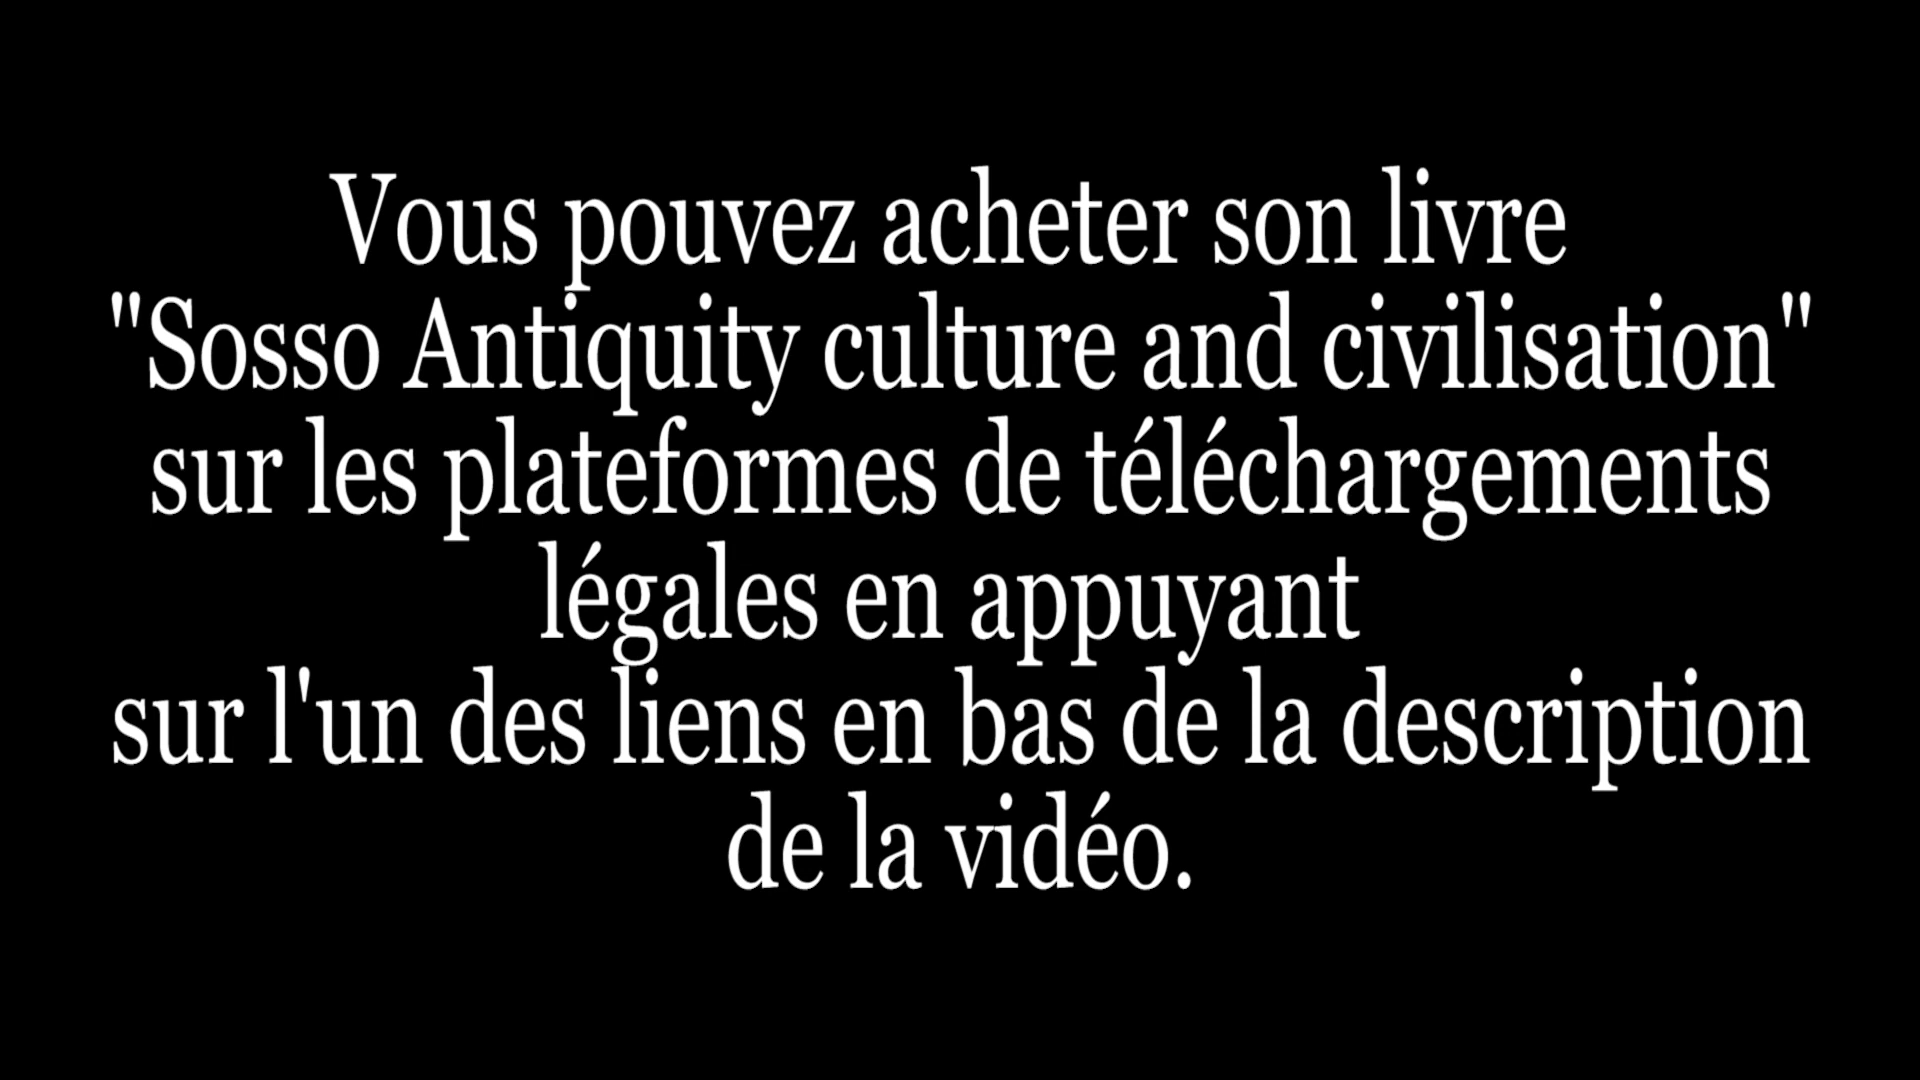 Vous pouvez acheter son livre
"Sosso Antiquity culture and civilisation"
sur les plateformes de téléchargements
légales en appuyant
sur l'un des liens en bas de la description
de la vidéo.